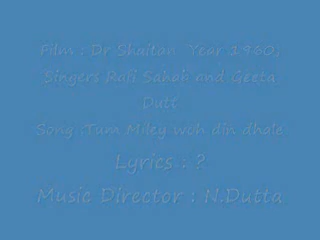 Film : Dr Shaitan Year 1960]
Singers Rafi Sahab and Geeta
Dutt
Song :Tum Miley woh din dhale
Lyrics : ?
Music Director : N.Dutta